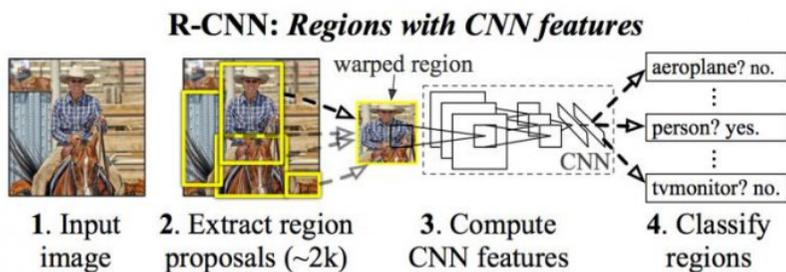 R-CNN: Regions with CNN features
warped region
aeroplane? no.
person? yes.
tvmonitor? no.
CNN
1. Input image
2. Extract region proposals (~2k)
3. Compute CNN features
4. Classify regions